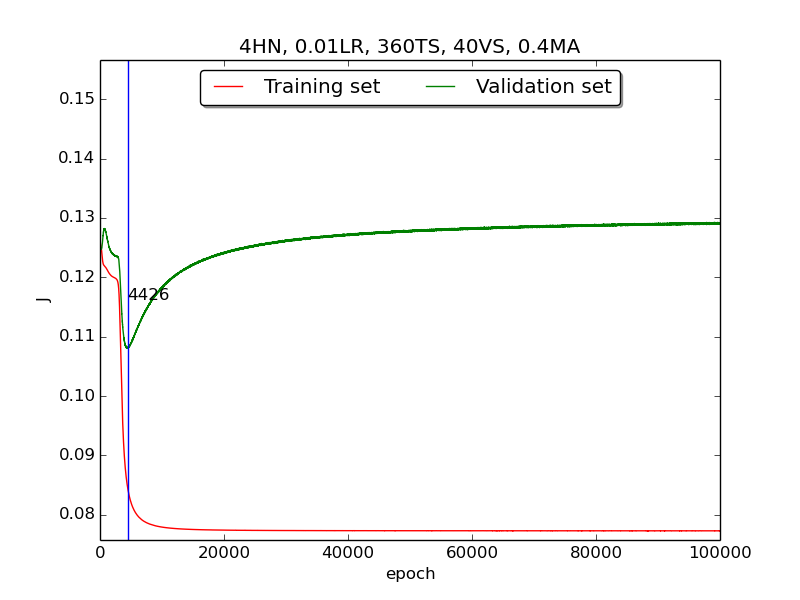 4HN, 0.01LR, 360TS, 40VS, 0.4MA
Training set Validation set
0.15
0.14
0.13
0.12
4426
J
0.11
0.10
0.09
0.08
0 20000 40000 60000 80000 100000
epoch